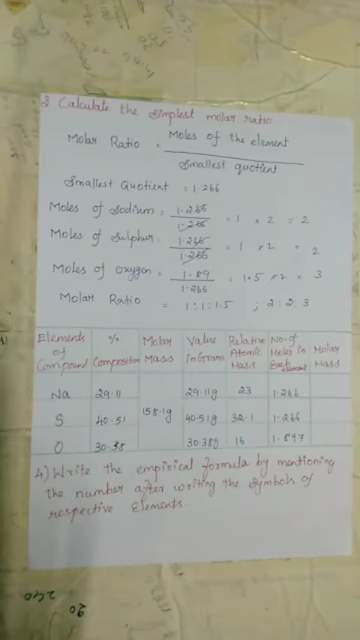 3 Calculate the simplest molar ratio
Molar Ratio = Moles of the element
Smallest quotient
Smallest Quotient = 1.266
Moles of Sodium = 1.266 / 1.266 = 1 × 2 = 2
Moles of Sulphur = 1.266 / 1.266 = 1 × 2 = 2
Moles of Oxygen = 1.89 / 1.266 = 1.5 × 2 = 3
Molar Ratio = 1:1:1.5 ; 2:2:3
Elements of Compound % Composition Molar Mass Value in Gram Relative Atomic Mass No. of Moles in Each element Molar Mass
Na 29.11 29.11g 23 1.266
S 40.51 158.1g 40.51g 32.1 1.266
O 30.38 30.38g 16 1.897
4) Write the empirical formula by mentioning
the number after writing the symbols of
respective Elements
20
240